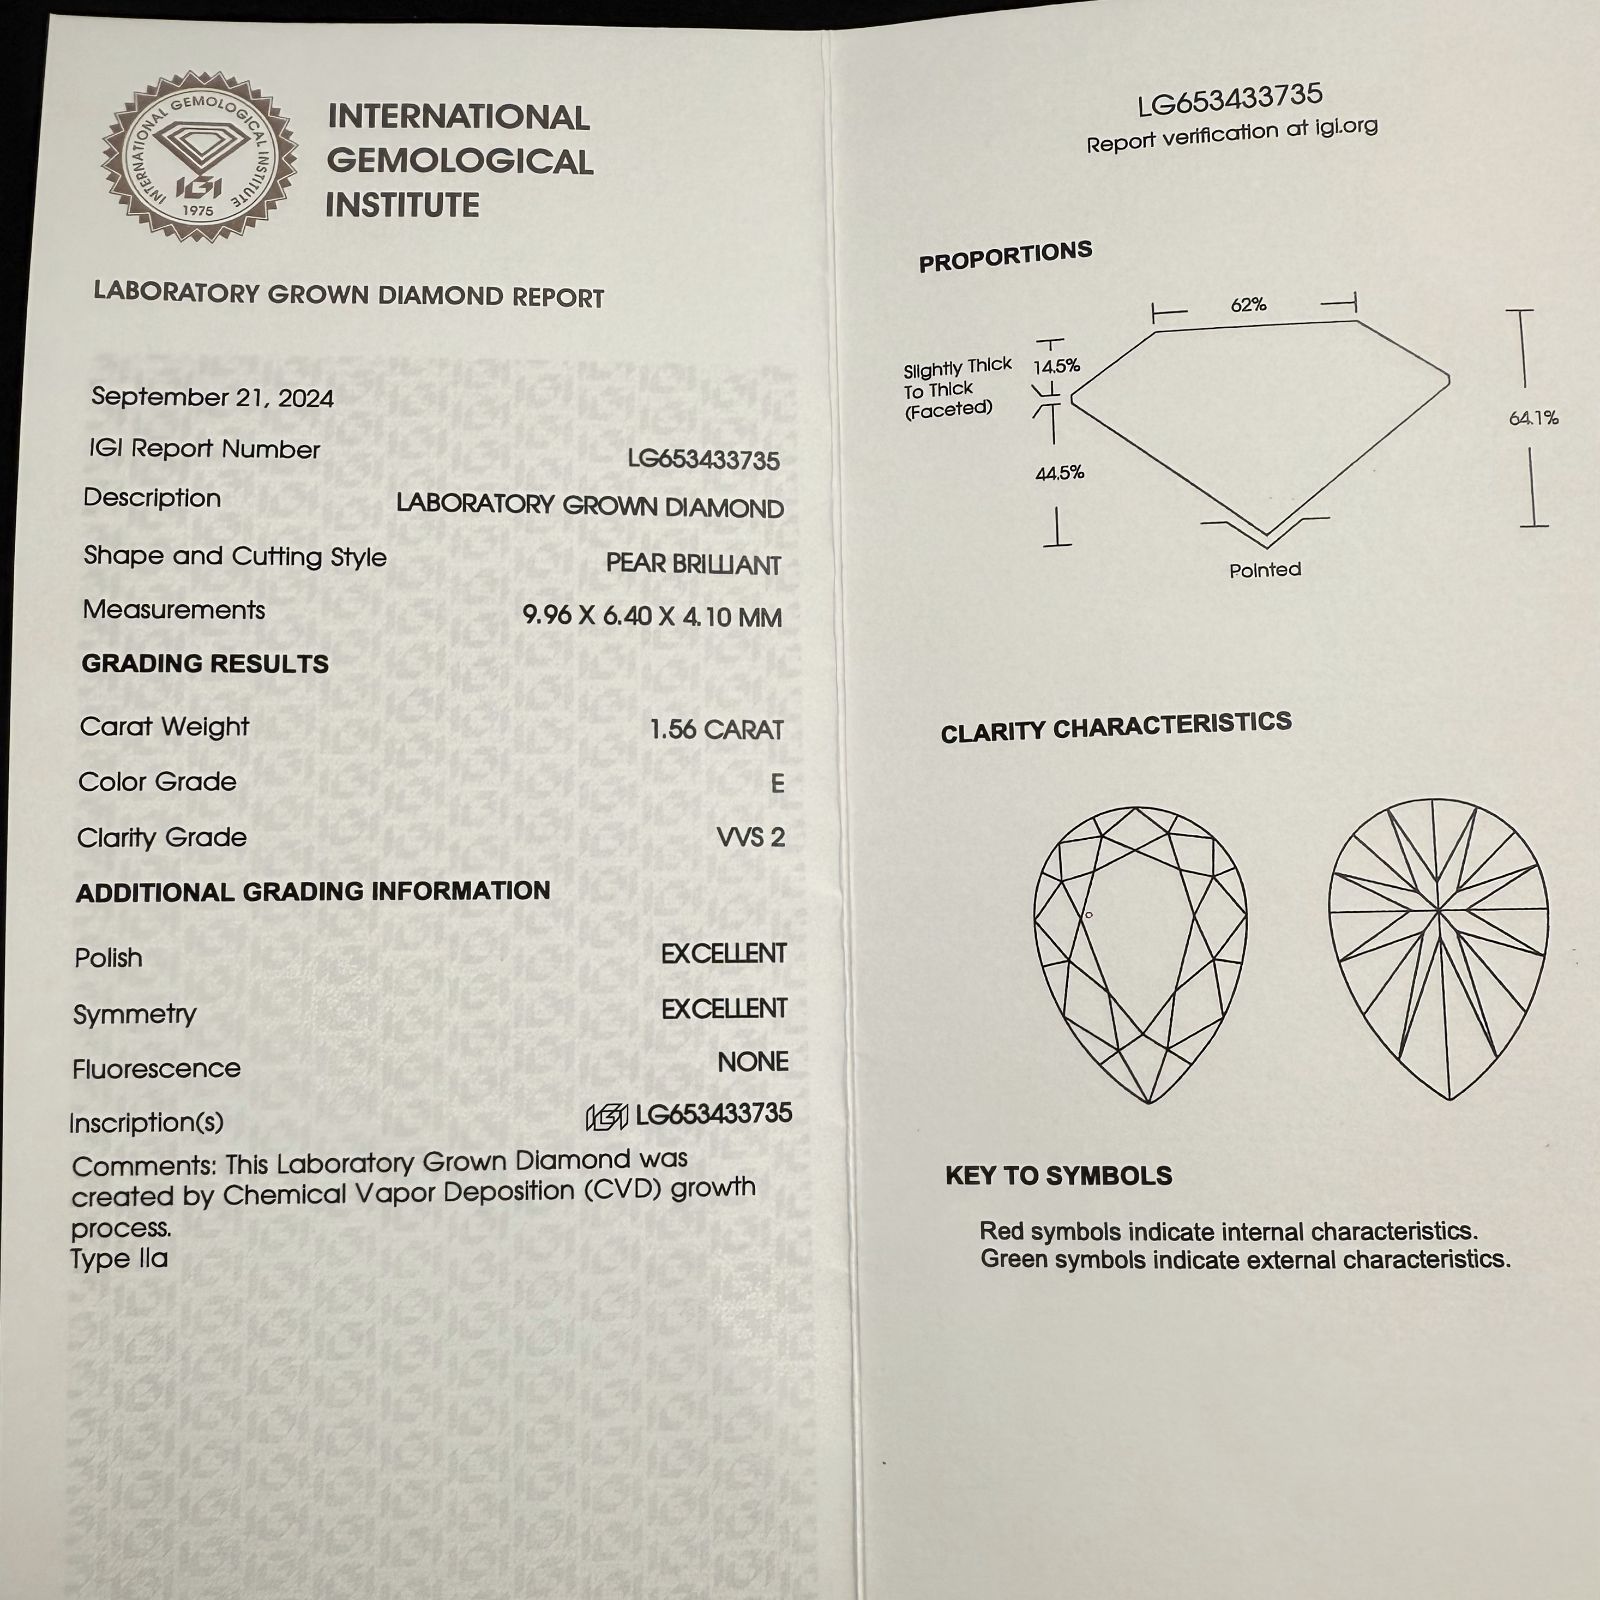 INTERNATIONAL GEMOLOGICAL INSTITUTE
IGI
1975
INTERNATIONAL
GEMOLOGICAL
INSTITUTE
LABORATORY GROWN DIAMOND REPORT
September 21, 2024
IGI Report Number LG653433735
Description LABORATORY GROWN DIAMOND
Shape and Cutting Style PEAR BRILLIANT
Measurements 9.96 X 6.40 X 4.10 MM
GRADING RESULTS
Carat Weight 1.56 CARAT
Color Grade E
Clarity Grade VVS 2
ADDITIONAL GRADING INFORMATION
Polish EXCELLENT
Symmetry EXCELLENT
Fluorescence NONE
Inscription(s) IGI LG653433735
Comments: This Laboratory Grown Diamond was
created by Chemical Vapor Deposition (CVD) growth
process.
Type IIa
LG653433735
Report verification at igi.org
PROPORTIONS
62%
Slightly Thick
To Thick
(Faceted)
14.5%
44.5%
64.1%
Pointed
CLARITY CHARACTERISTICS
KEY TO SYMBOLS
Red symbols indicate internal characteristics.
Green symbols indicate external characteristics.